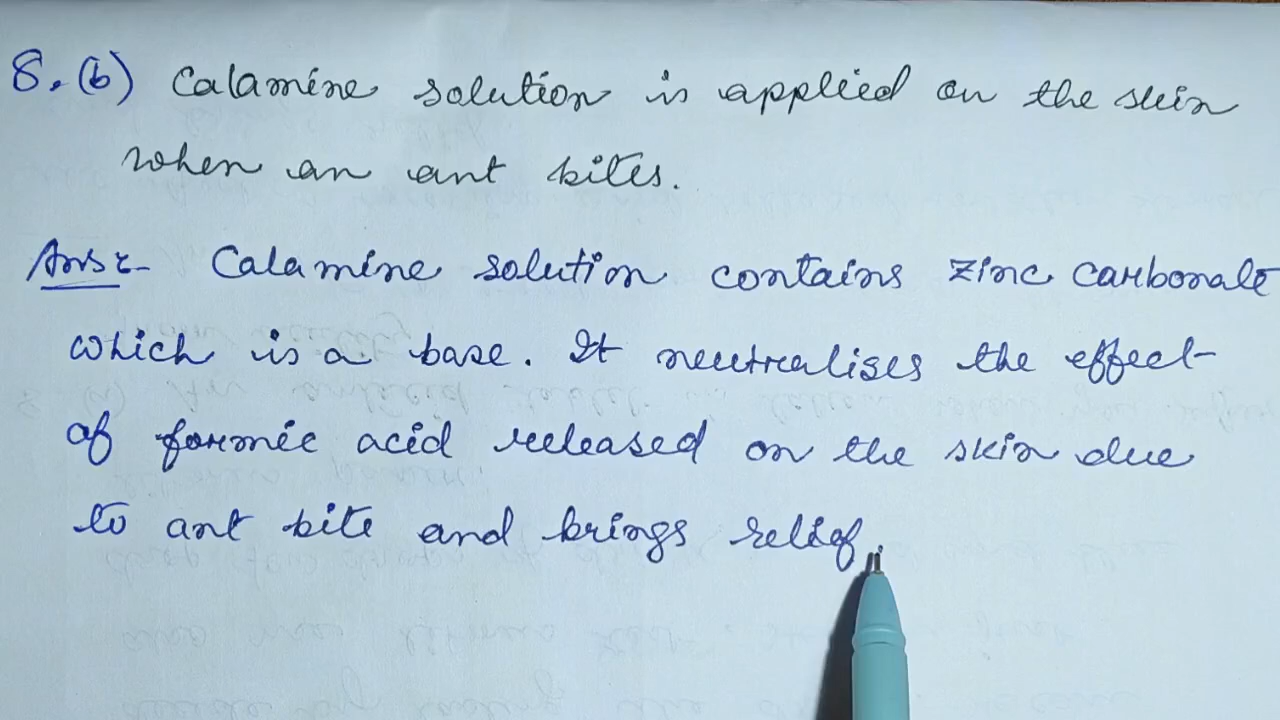 8. (b) Calamine solution is applied on the skin
when an ant bites.
Ans:- Calamine solution contains zinc carbonate
which is a base. It neutralises the effect
of formic acid released on the skin due
to ant bite and brings relief.